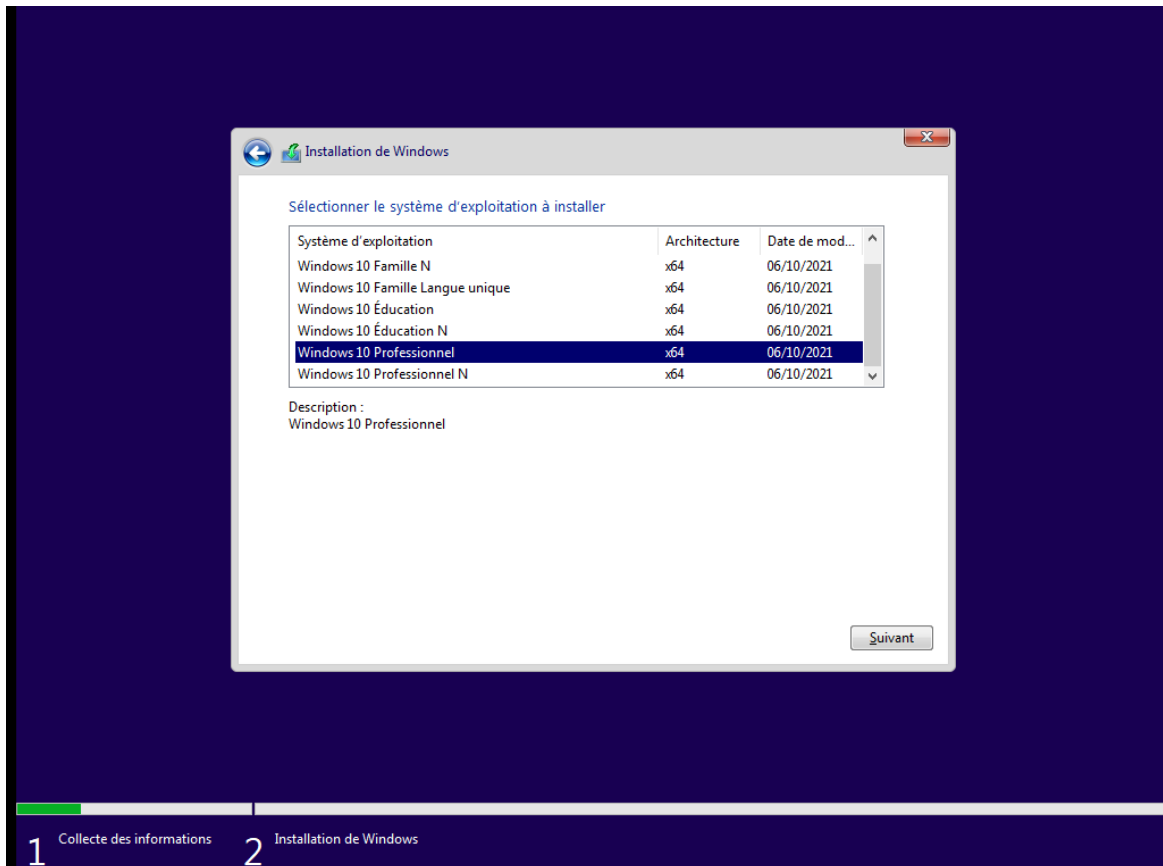 Installation de Windows
Sélectionner le système d'exploitation à installer
Système d'exploitation Architecture Date de mod...
Windows 10 Famille N x64 06/10/2021
Windows 10 Famille Langue unique x64 06/10/2021
Windows 10 Éducation x64 06/10/2021
Windows 10 Éducation N x64 06/10/2021
Windows 10 Professionnel x64 06/10/2021
Windows 10 Professionnel N x64 06/10/2021
Description :
Windows 10 Professionnel
Suivant
1 Collecte des informations 2 Installation de Windows